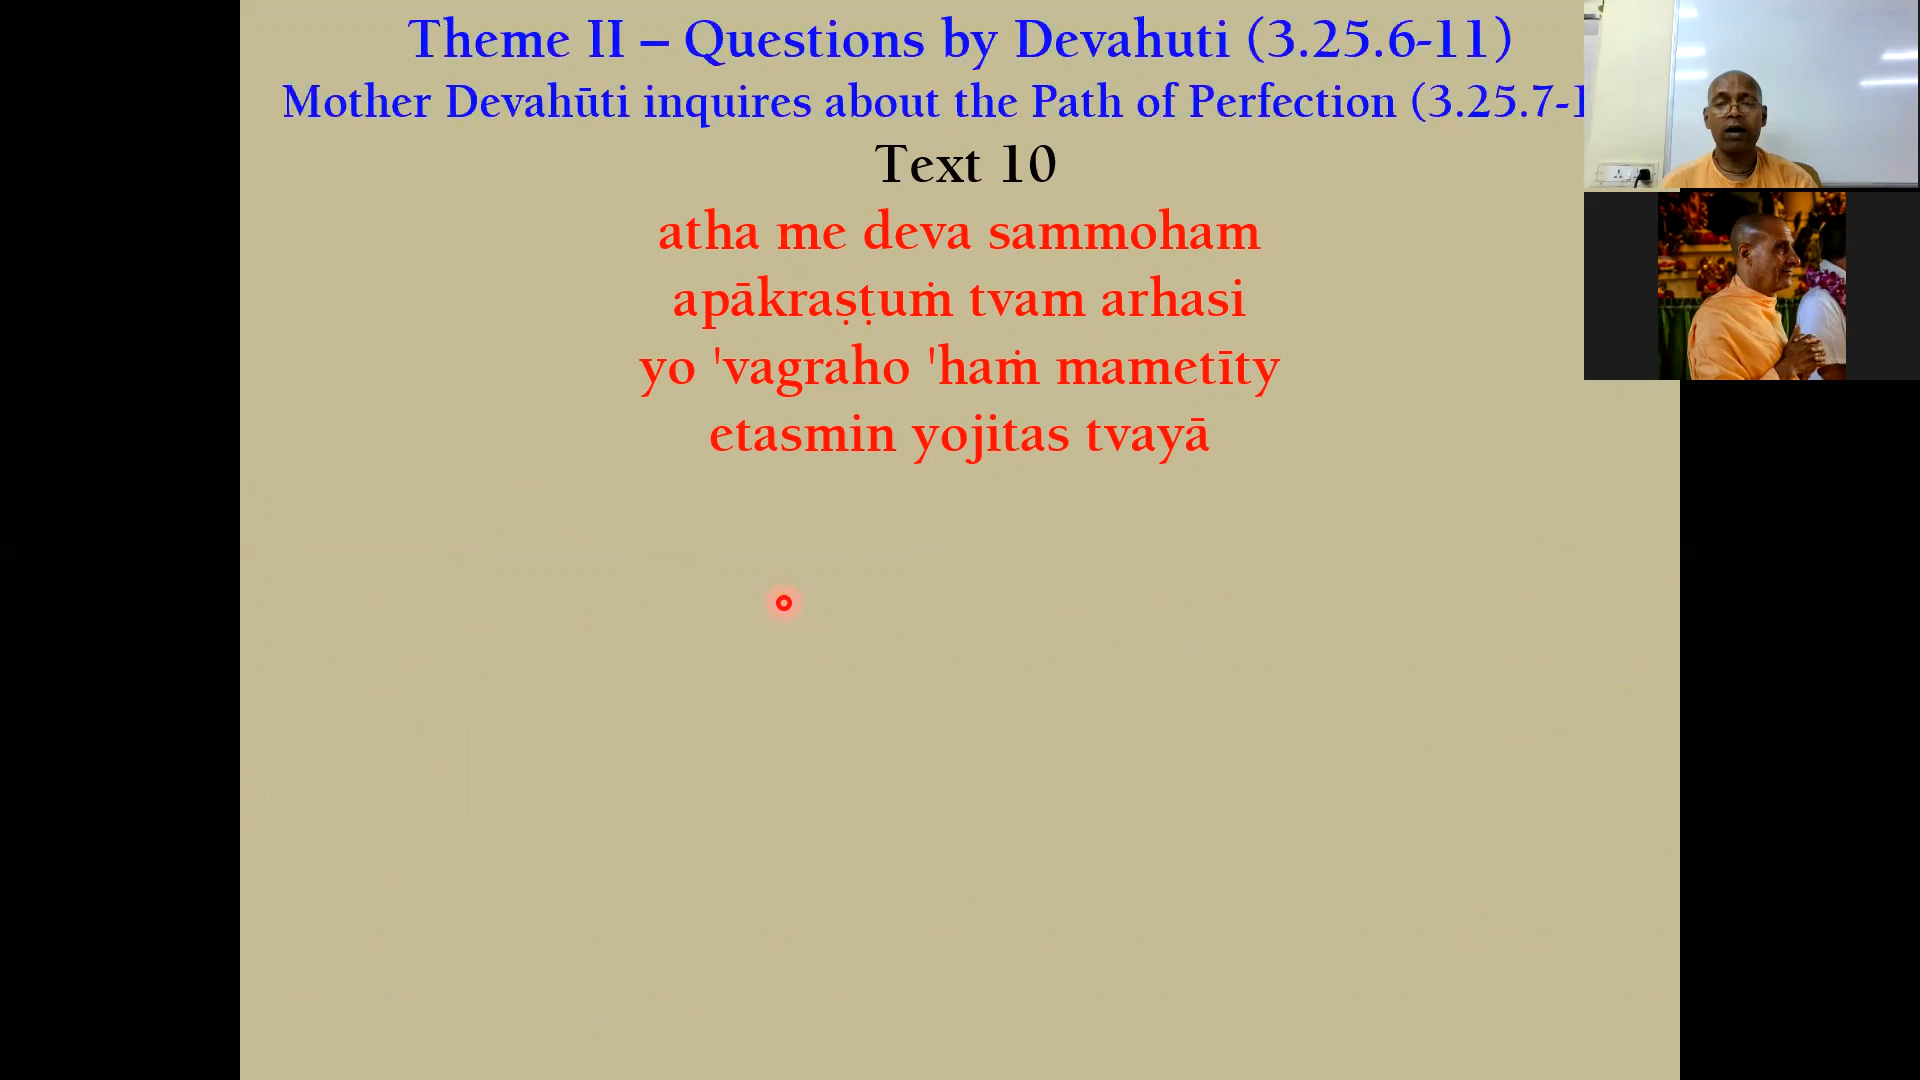 Theme II – Questions by Devahuti (3.25.6-11)
Mother Devahūti inquires about the Path of Perfection (3.25.7-1
Text 10
atha me deva sammoham
apākraṣṭuṁ tvam arhasi
yo 'vagraho 'haṁ mametīty
etasmin yojitas tvayā